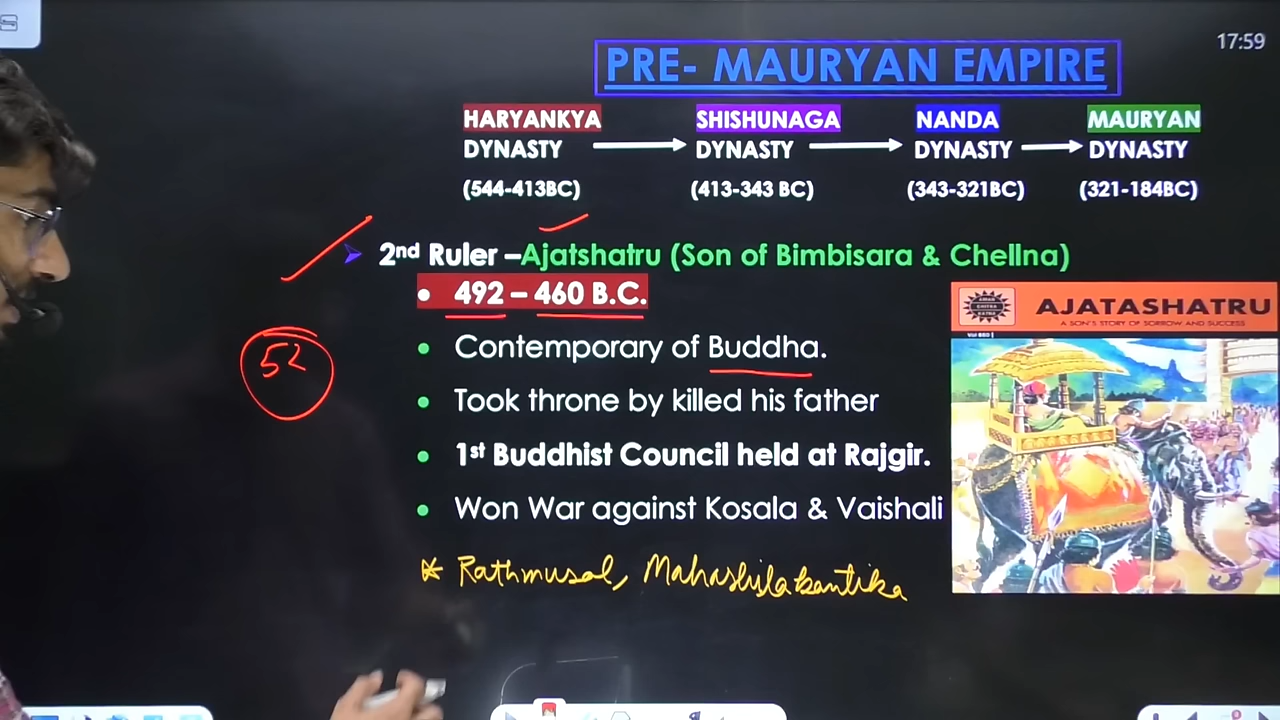 17:59
PRE- MAURYAN EMPIRE
HARYANKYA SHISHUNAGA NANDA MAURYAN
DYNASTY DYNASTY DYNASTY DYNASTY
(544-413BC) (413-343 BC) (343-321BC) (321-184BC)
➤ 2nd Ruler –Ajatshatru (Son of Bimbisara & Chellna)
• 492 – 460 B.C.
52
• Contemporary of Buddha.
• Took throne by killed his father
• 1st Buddhist Council held at Rajgir.
• Won War against Kosala & Vaishali
* Rathmusal, Mahashilakantika
AMAR CHITRA KATHA
AJATASHATRU
A SON'S STORY OF SORROW AND SUCCESS